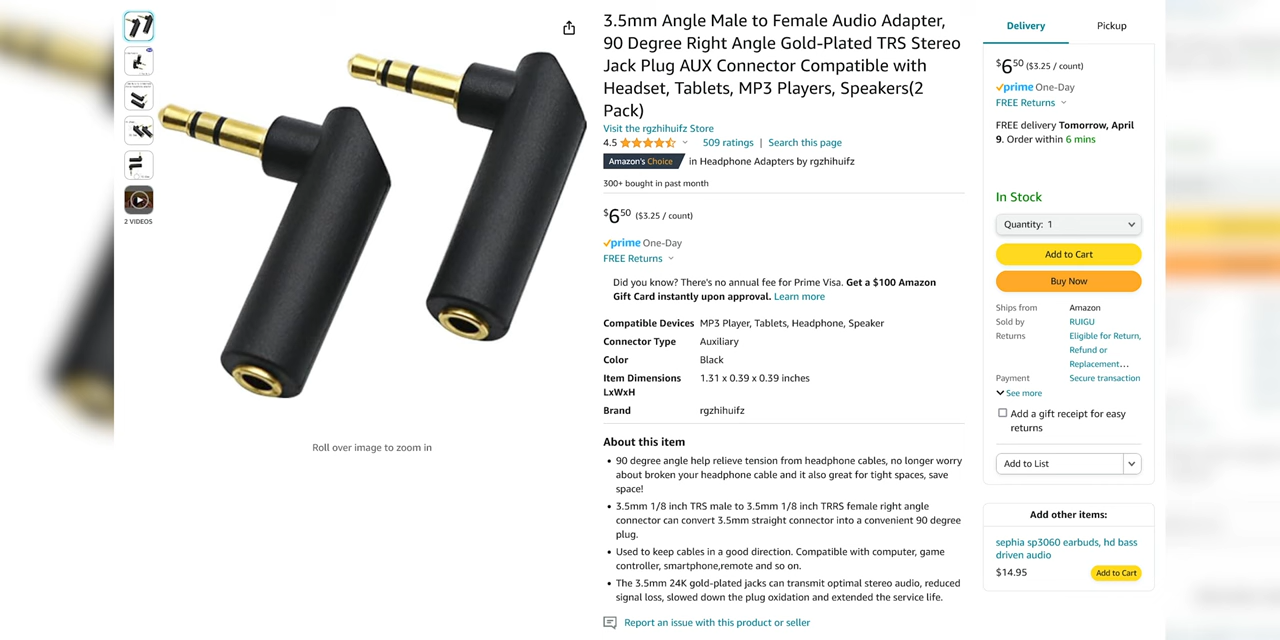 2 VIDEOS
Roll over image to zoom in
3.5mm Angle Male to Female Audio Adapter,
90 Degree Right Angle Gold-Plated TRS Stereo
Jack Plug AUX Connector Compatible with
Headset, Tablets, MP3 Players, Speakers(2
Pack)
Visit the rgzhihuifz Store
4.5 509 ratings | Search this page
Amazon's Choice in Headphone Adapters by rgzhihuifz
300+ bought in past month
$6 50 ($3.25 / count)
prime One-Day
FREE Returns
Did you know? There's no annual fee for Prime Visa. Get a $100 Amazon
Gift Card instantly upon approval. Learn more
Compatible Devices MP3 Player, Tablets, Headphone, Speaker
Connector Type Auxiliary
Color Black
Item Dimensions 1.31 x 0.39 x 0.39 inches
LxWxH
Brand rgzhihuifz
About this item
• 90 degree angle help relieve tension from headphone cables, no longer worry
about broken your headphone cable and it also great for tight spaces, save
space!
• 3.5mm 1/8 inch TRS male to 3.5mm 1/8 inch TRRS female right angle
connector can convert 3.5mm straight connector into a convenient 90 degree
plug.
• Used to keep cables in a good direction. Compatible with computer, game
controller, smartphone,remote and so on.
• The 3.5mm 24K gold-plated jacks can transmit optimal stereo audio, reduced
signal loss, slowed down the plug oxidation and extended the service life.
Report an issue with this product or seller
Delivery Pickup
$6 50 ($3.25 / count)
prime One-Day
FREE Returns
FREE delivery Tomorrow, April
9. Order within 6 mins
In Stock
Quantity: 1
Add to Cart
Buy Now
Ships from Amazon
Sold by RUIGU
Returns Eligible for Return,
Refund or
Replacement…
Payment Secure transaction
See more
Add a gift receipt for easy
returns
Add to List
Add other items:
sephia sp3060 earbuds, hd bass
driven audio
$14.95 Add to Cart